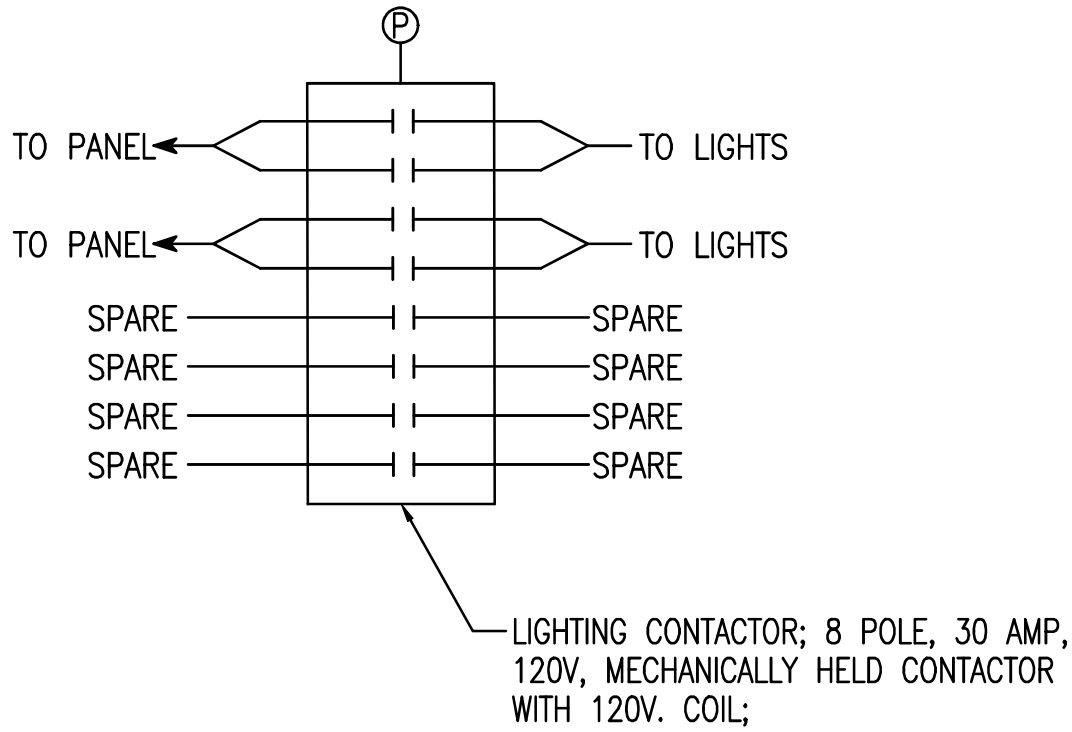 P
TO PANEL
TO LIGHTS
TO PANEL
TO LIGHTS
SPARE
SPARE
SPARE
SPARE
SPARE
SPARE
SPARE
SPARE
LIGHTING CONTACTOR; 8 POLE, 30 AMP,
120V, MECHANICALLY HELD CONTACTOR
WITH 120V. COIL;